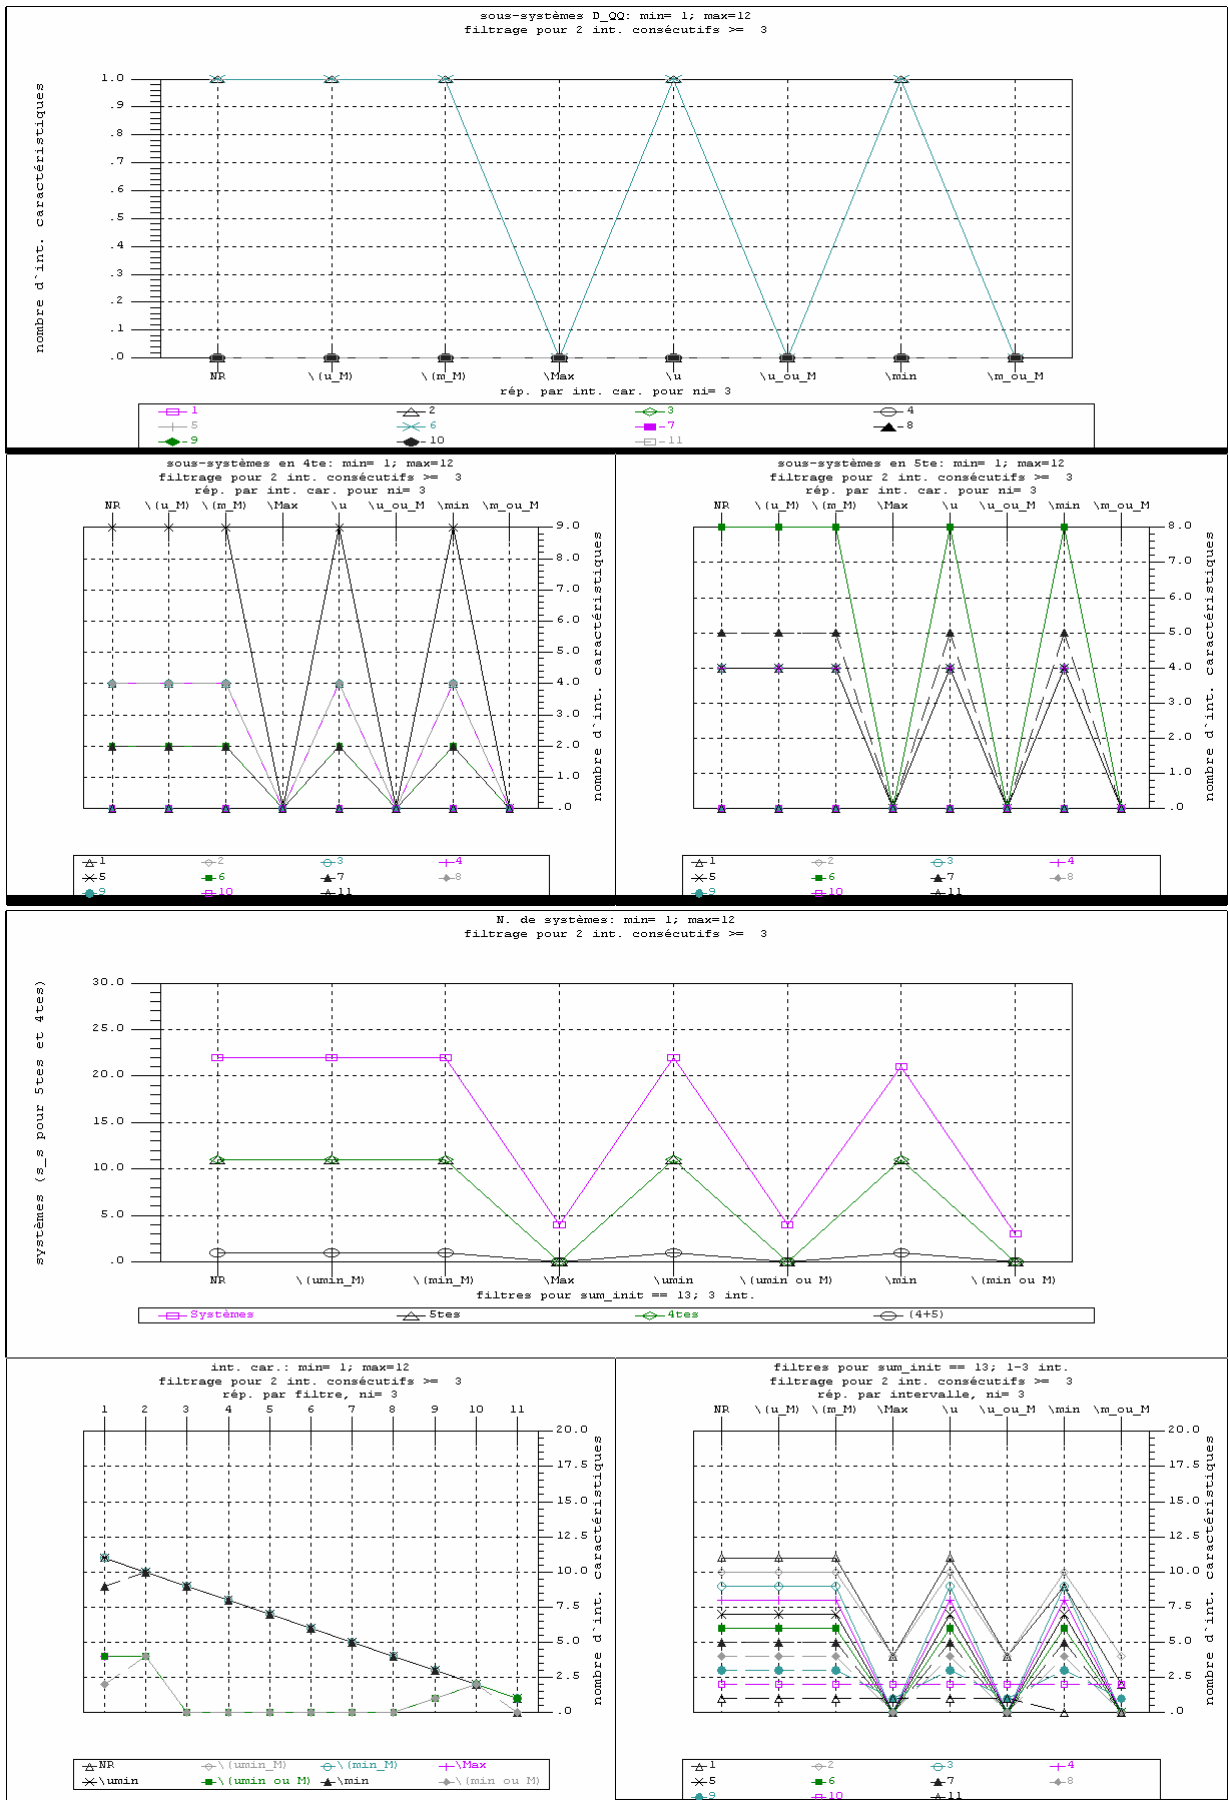 sous-systèmes D_QQ: min= 1; max=12
filtrage pour 2 int. consécutifs >= 3
nombre d`int. caractéristiques
1.0
.9
.8
.7
.6
.5
.4
.3
.2
.1
.0
NR \(u_M) \(m_M) \Max \u \u_ou_M \min \m_ou_M
rép. par int. car. pour ni= 3
1 2 3 4
5 6 7 8
9 10 11
sous-systèmes en 4te: min= 1; max=12
filtrage pour 2 int. consécutifs >= 3
rép. par int. car. pour ni= 3
NR \(u_M) \(m_M) \Max \u \u_ou_M \min \m_ou_M
9.0
8.0
7.0
6.0
5.0
4.0
3.0
2.0
1.0
.0
nombre d`int. caractéristiques
1 2 3 4
5 6 7 8
9 10 11
sous-systèmes en 5te: min= 1; max=12
filtrage pour 2 int. consécutifs >= 3
rép. par int. car. pour ni= 3
NR \(u_M) \(m_M) \Max \u \u_ou_M \min \m_ou_M
8.0
7.0
6.0
5.0
4.0
3.0
2.0
1.0
.0
nombre d`int. caractéristiques
1 2 3 4
5 6 7 8
9 10 11
N. de systèmes: min= 1; max=12
filtrage pour 2 int. consécutifs >= 3
systèmes (s_s pour 5tes et 4tes)
30.0
25.0
20.0
15.0
10.0
5.0
.0
NR \(umin_M) \(min_M) \Max \umin \(umin ou M) \min \(min ou M)
filtres pour sum_init == 13; 3 int.
Systèmes 5tes 4tes (4+5)
int. car.: min= 1; max=12
filtrage pour 2 int. consécutifs >= 3
rép. par filtre, ni= 3
1 2 3 4 5 6 7 8 9 10 11
20.0
17.5
15.0
12.5
10.0
7.5
5.0
2.5
.0
nombre d`int. caractéristiques
NR \(umin_M) \(min_M) \Max
\umin \(umin ou M) \min \(min ou M)
filtres pour sum_init == 13; 1-3 int.
filtrage pour 2 int. consécutifs >= 3
rép. par intervalle, ni= 3
NR \(u_M) \(m_M) \Max \u \u_ou_M \min \m_ou_M
20.0
17.5
15.0
12.5
10.0
7.5
5.0
2.5
.0
nombre d`int. caractéristiques
1 2 3 4
5 6 7 8
9 10 11